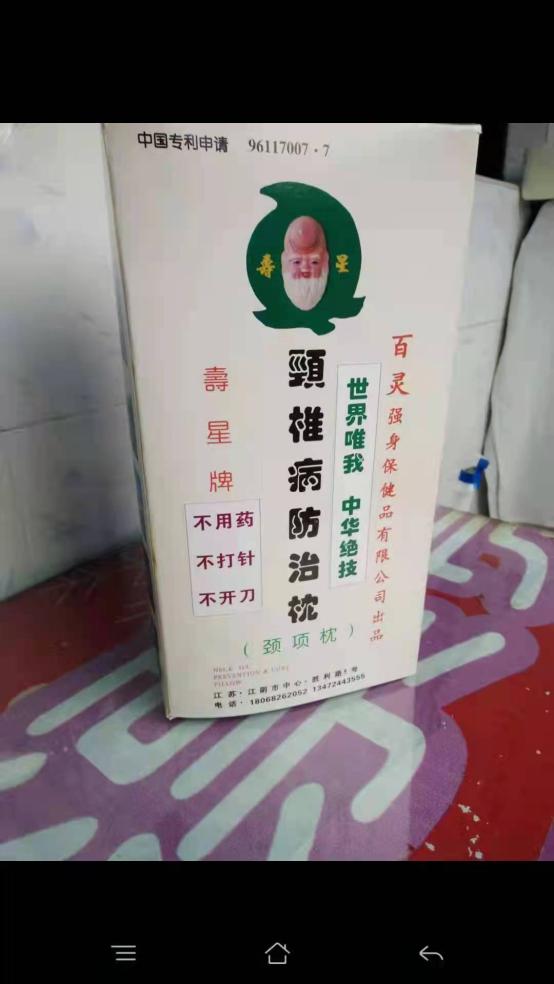 中国专利申请 96117007·7
壽星
百灵强身保健品有限公司出品
世界唯我 中华绝技
頸椎病防治枕
(颈项枕)
壽星牌
不用药
不打针
不开刀
PREVENTION & CURE
PILLOW
江苏·江阴市中心·胜利路 号
电话·18068262052 13472443555